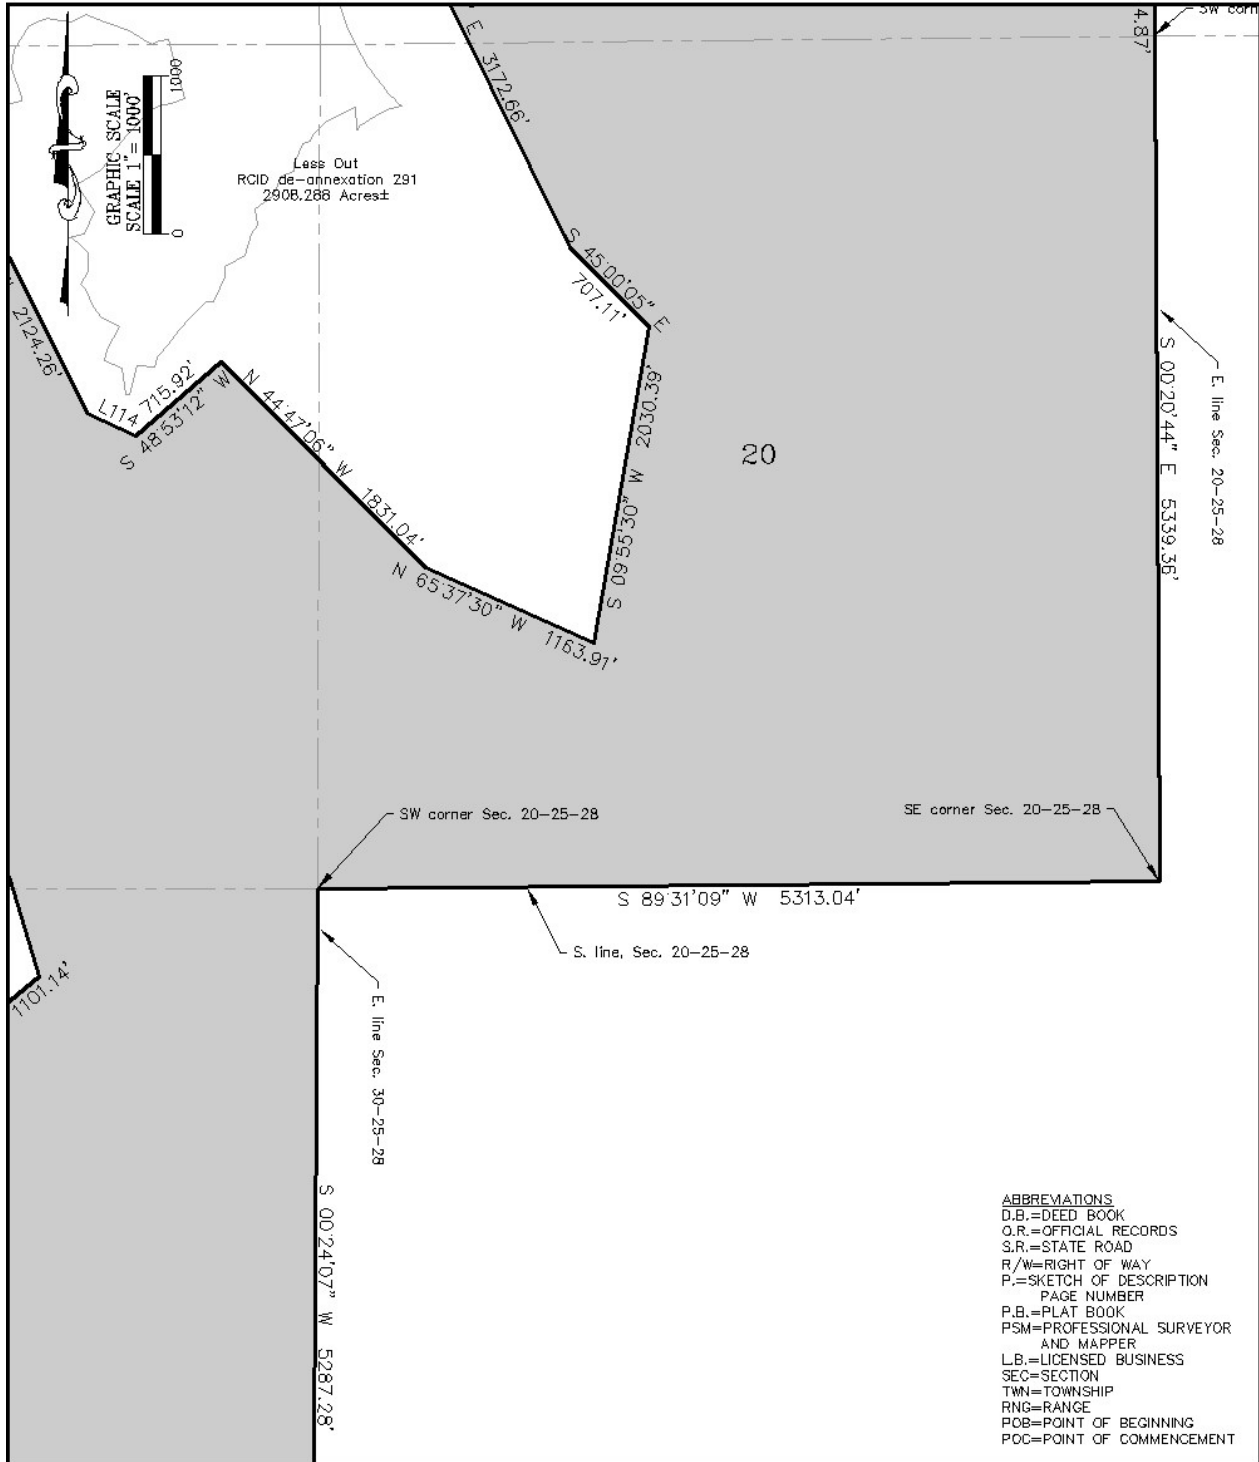 SW corn
4.87'
E 3172.66'
GRAPHIC SCALE
SCALE 1"= 1000'
0
1000
Less Out
RCID de-annexation 291
2908.288 Acres±
S 45°00'05" E
707.11'
2124.26'
L114
715.92'
S 48°53'12" W
N 44°47'06" W 1831.04'
S 09°55'30" W 2030.39'
20
S 00°20'44" E 5339.36'
E. line Sec. 20-25-28
N 65°37'30" W 1163.91'
SW corner Sec. 20-25-28
SE corner Sec. 20-25-28
S 89°31'09" W 5313.04'
S. line, Sec. 20-25-28
1101.14'
E. line Sec. 30-25-28
S 00°24'07" W 5287.28'
ABBREVIATIONS
D.B.=DEED BOOK
O.R.=OFFICIAL RECORDS
S.R.=STATE ROAD
R/W=RIGHT OF WAY
P.=SKETCH OF DESCRIPTION
PAGE NUMBER
P.B.=PLAT BOOK
PSM=PROFESSIONAL SURVEYOR
AND MAPPER
L.B.=LICENSED BUSINESS
SEC=SECTION
TWN=TOWNSHIP
RNG=RANGE
POB=POINT OF BEGINNING
POC=POINT OF COMMENCEMENT